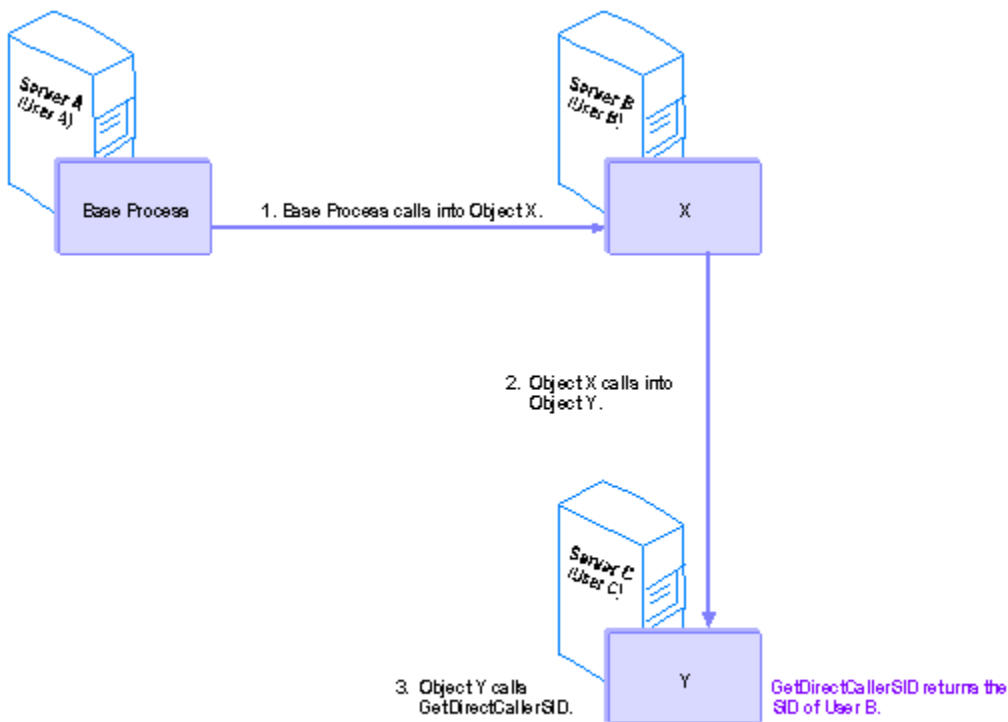 Server A
(User A)
Server B
(User B)
Base Process
1. Base Process calls into Object X.
X
2. Object X calls into
Object Y.
Server C
(User C)
3. Object Y calls
GetDirectCallerSID.
Y
GetDirectCallerSID returns the
SID of User B.